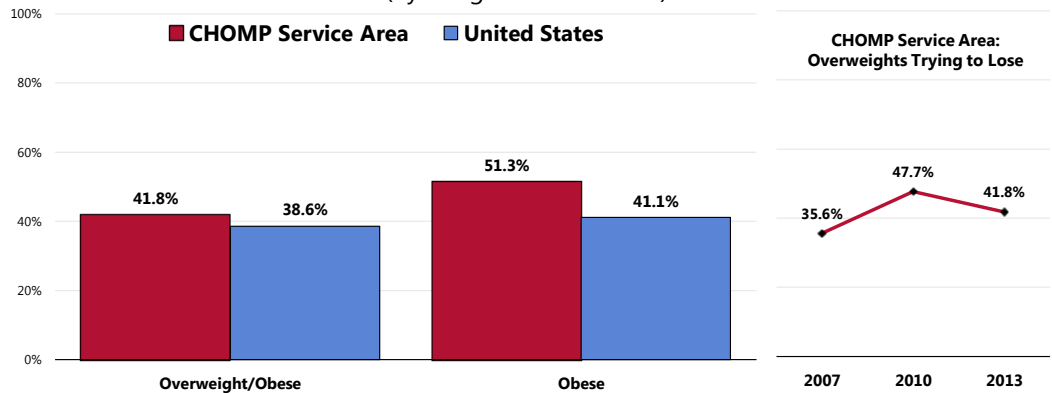 100%
CHOMP Service Area United States
80%
60%
40%
20%
0%
41.8%
38.6%
51.3%
41.1%
Overweight/Obese Obese
CHOMP Service Area:
Overweights Trying to Lose
35.6%
47.7%
41.8%
2007 2010 2013